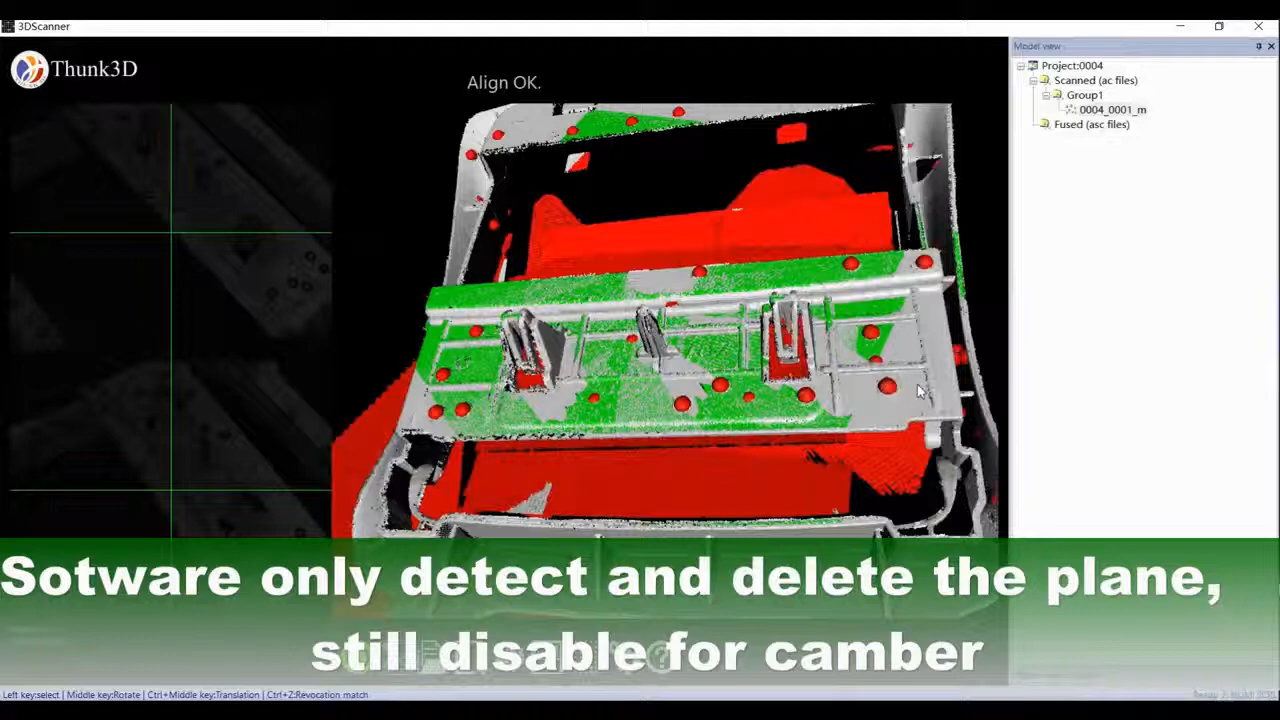 3DScanner
Thunk3D
Align OK.
Model view
Project:0004
Scanned (ac files)
Group1
0004_0001_m
Fused (asc files)
Sotware only detect and delete the plane,
still disable for camber
Left key:select | Middle key:Rotate | Ctrl+Middle key:Translation | Ctrl+Z:Revocation match